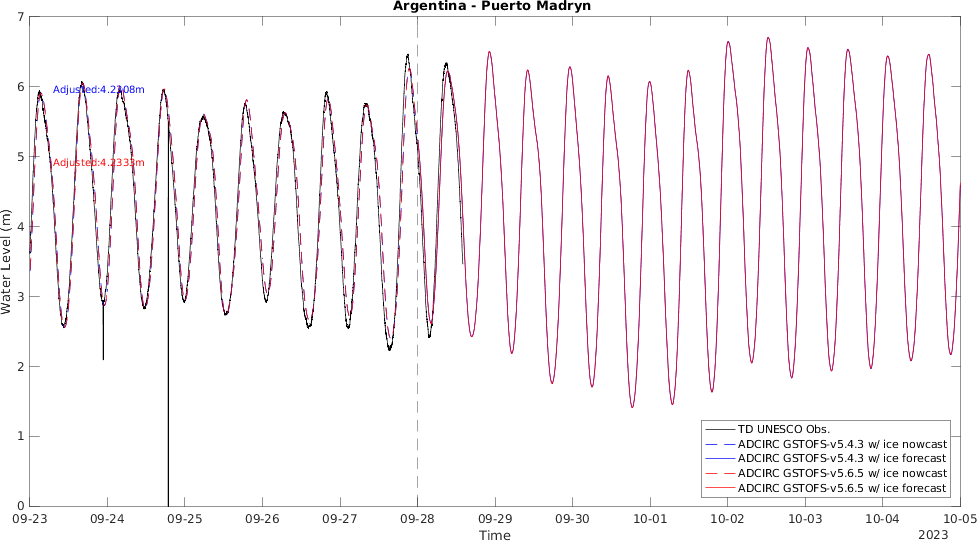 Argentina - Puerto Madryn
7
6
5
4
3
2
1
0
Water Level (m)
Adjusted:4.2308m
Adjusted:4.2333m
TD UNESCO Obs.
ADCIRC GSTOFS-v5.4.3 w/ ice nowcast
ADCIRC GSTOFS-v5.4.3 w/ ice forecast
ADCIRC GSTOFS-v5.6.5 w/ ice nowcast
ADCIRC GSTOFS-v5.6.5 w/ ice forecast
09-23 09-24 09-25 09-26 09-27 09-28 09-29 09-30 10-01 10-02 10-03 10-04 10-05
Time
2023